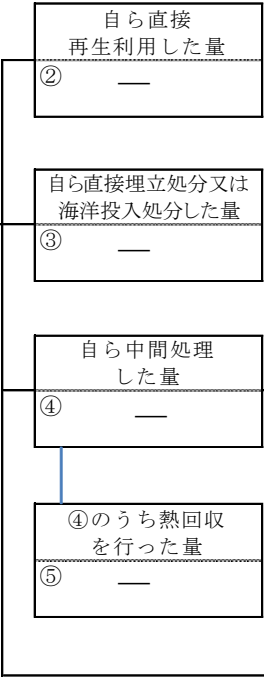 自ら直接
再生利用した量
② ―
自ら直接埋立処分又は
海洋投入処分した量
③ ―
自ら中間処理
した量
④ ―
④のうち熱回収
を行った量
⑤ ―